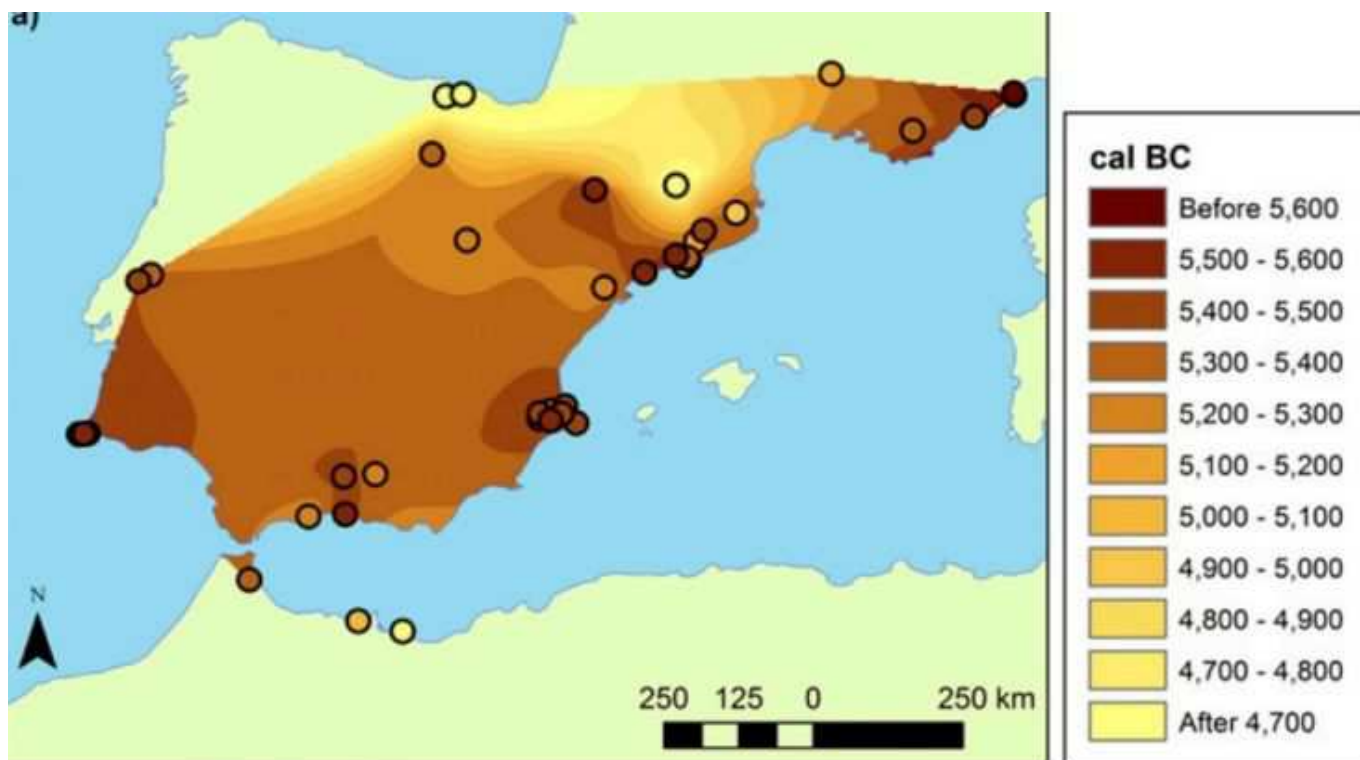 a)
cal BC
Before 5,600
5,500 - 5,600
5,400 - 5,500
5,300 - 5,400
5,200 - 5,300
5,100 - 5,200
5,000 - 5,100
4,900 - 5,000
4,800 - 4,900
4,700 - 4,800
After 4,700
N
250 125 0 250 km